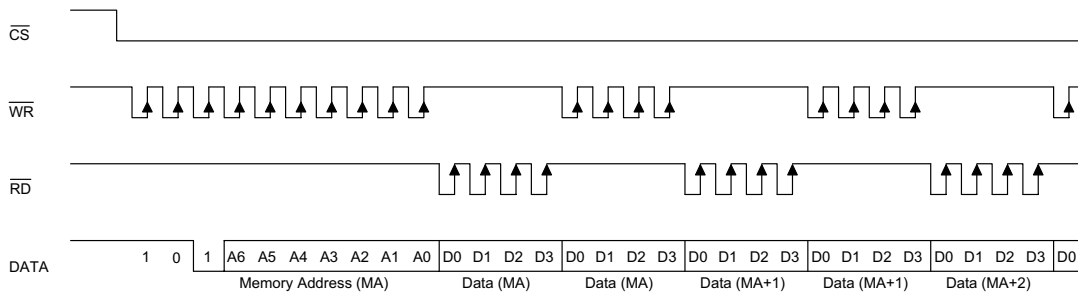 CS
WR
RD
DATA 1 0 1 A6 A5 A4 A3 A2 A1 A0 D0 D1 D2 D3 D0 D1 D2 D3 D0 D1 D2 D3 D0 D1 D2 D3 D0 D1 D2 D3 D0
Memory Address (MA) Data (MA) Data (MA) Data (MA+1) Data (MA+1) Data (MA+2)